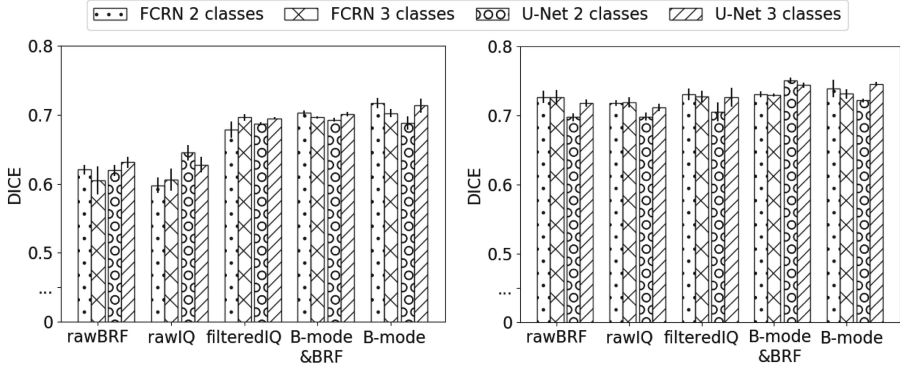 FCRN 2 classes FCRN 3 classes U-Net 2 classes U-Net 3 classes
0.8
0.7
0.6
0.5
...
0
DICE
rawBRF rawIQ filteredIQ B-mode B-mode
&BRF
0.8
0.7
0.6
0.5
...
0
DICE
rawBRF rawIQ filteredIQ B-mode B-mode
&BRF